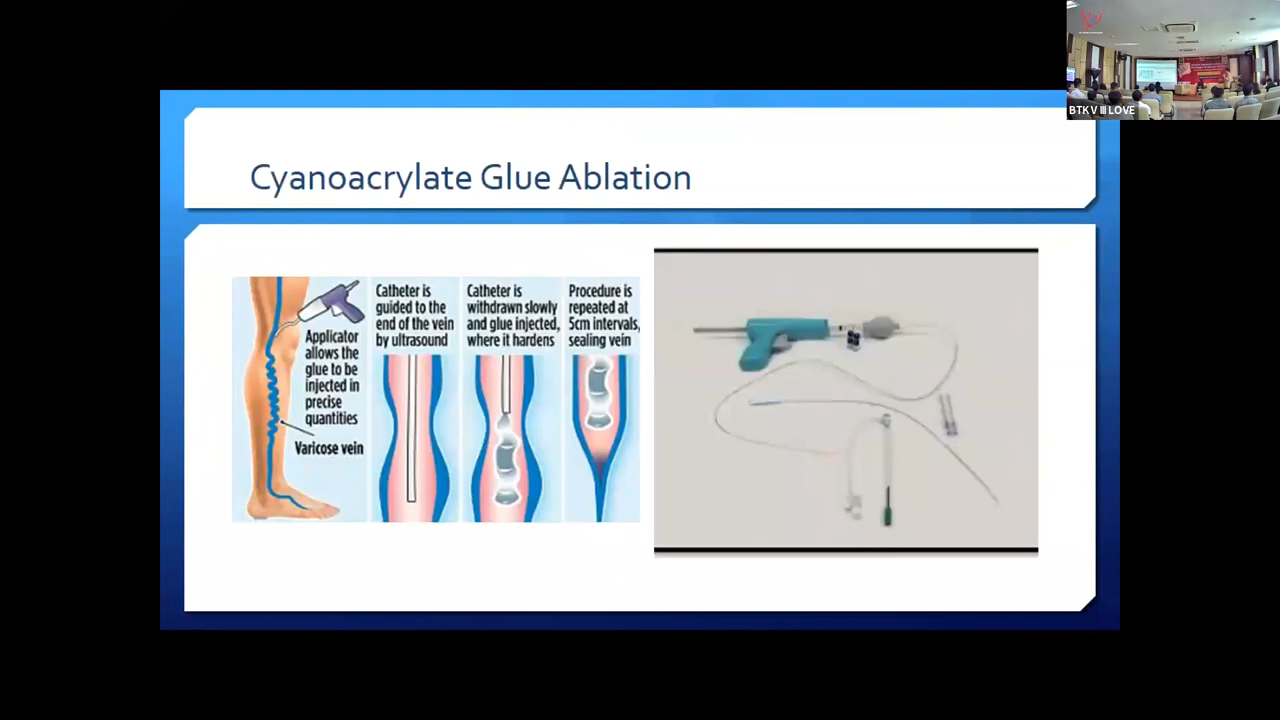 BTKV III LOVE
Cyanoacrylate Glue Ablation
Applicator
allows the
glue to be
injected in
precise
quantities
Varicose vein
Catheter is
guided to the
end of the vein
by ultrasound
Catheter is
withdrawn slowly
and glue injected,
where it hardens
Procedure is
repeated at
5cm intervals,
sealing vein